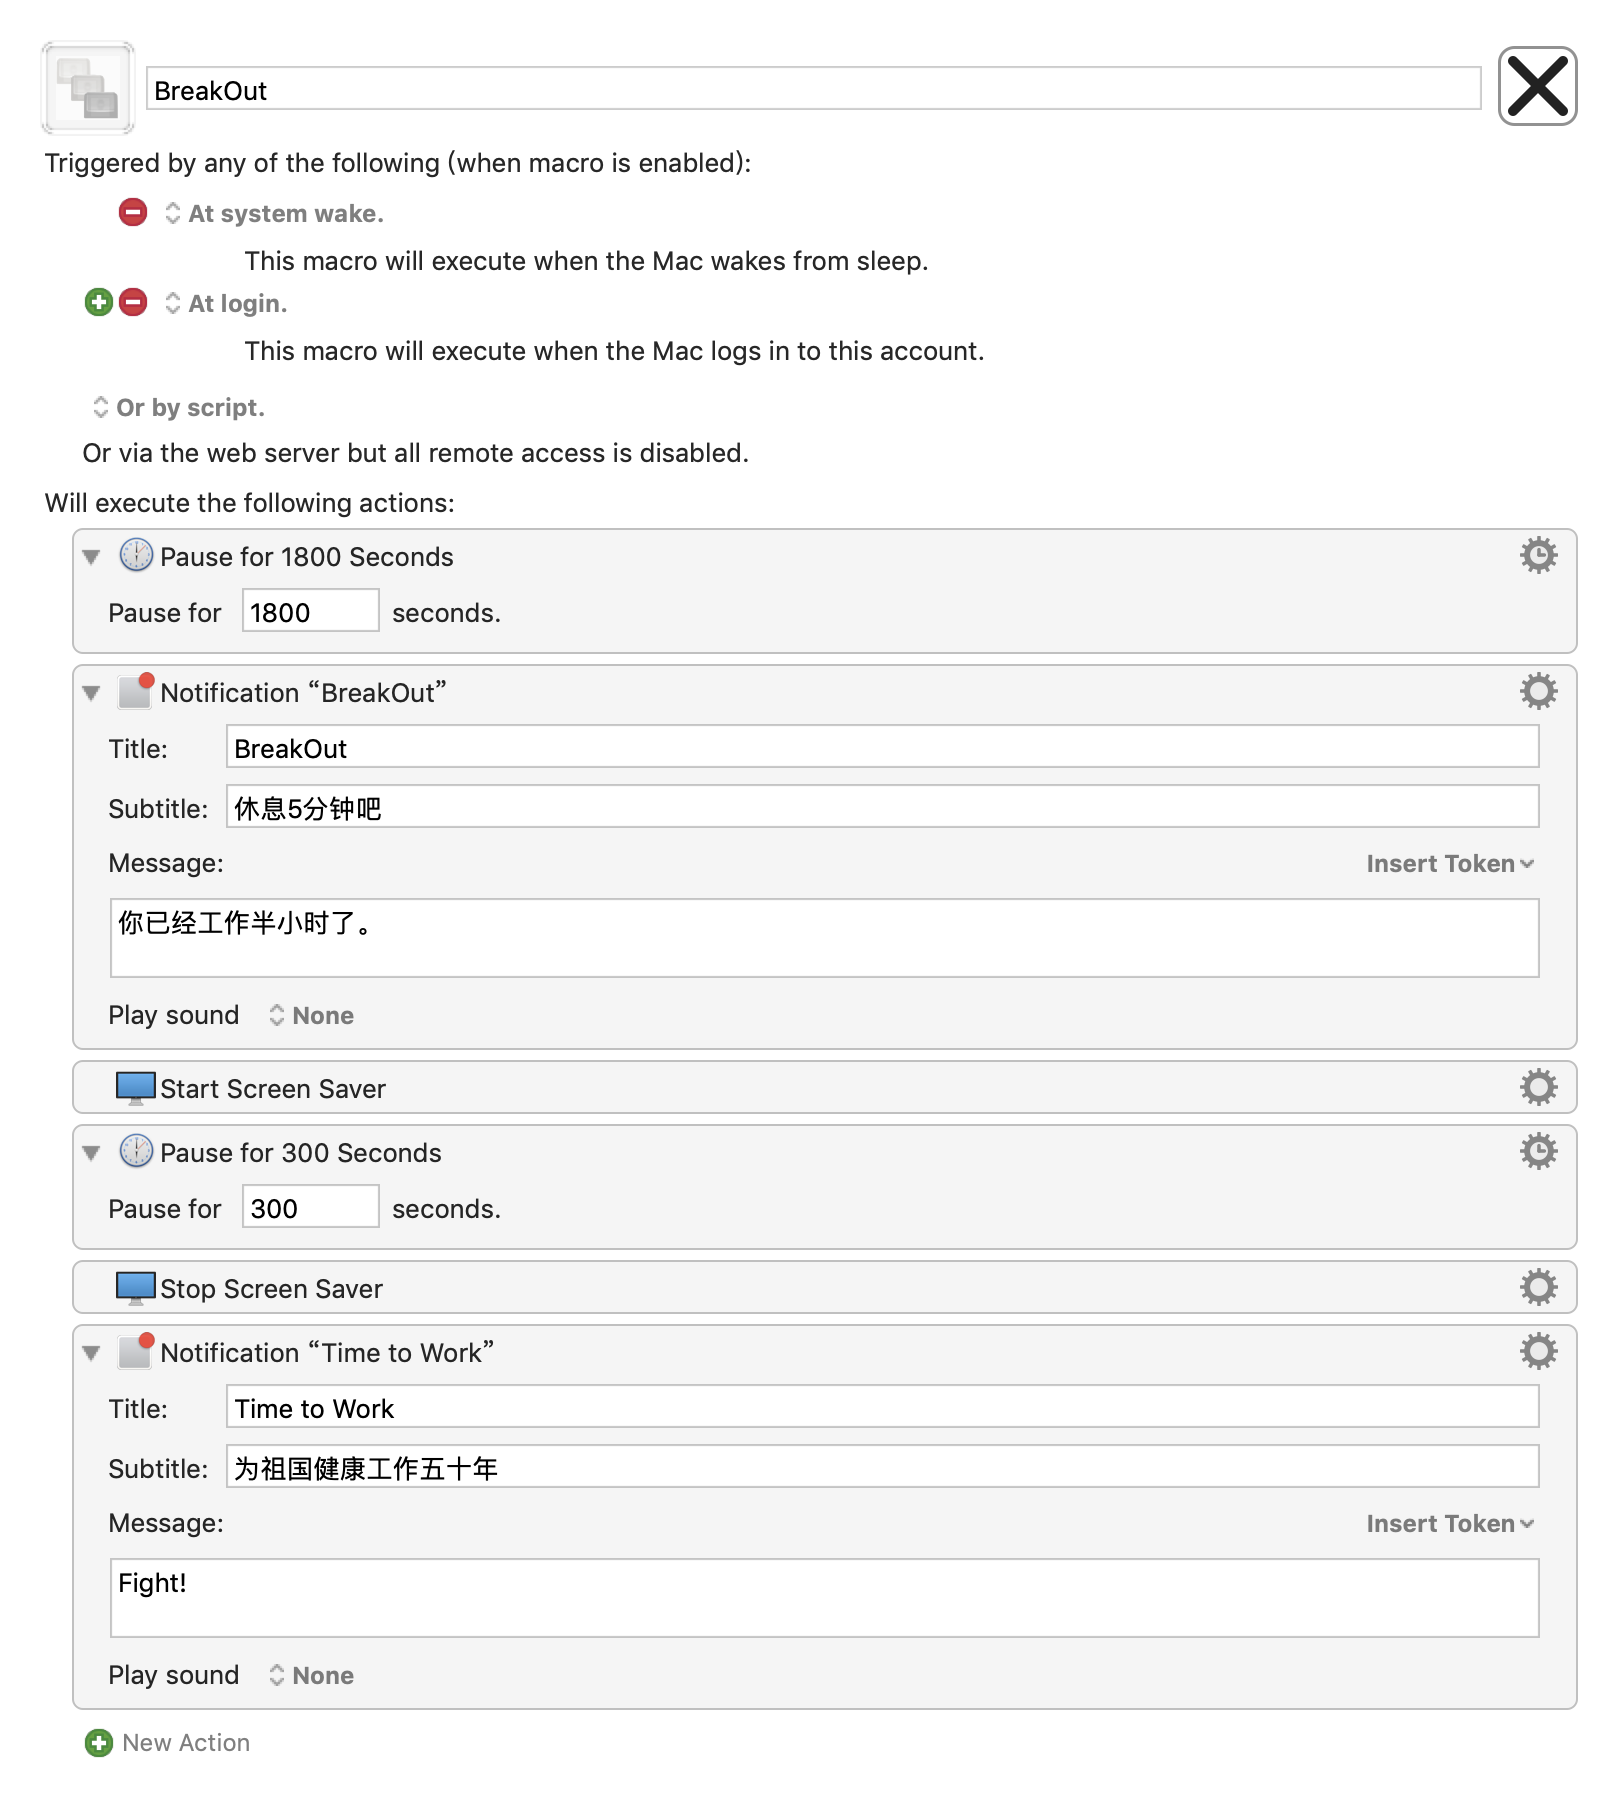 BreakOut
Triggered by any of the following (when macro is enabled):
At system wake.
This macro will execute when the Mac wakes from sleep.
At login.
This macro will execute when the Mac logs in to this account.
Or by script.
Or via the web server but all remote access is disabled.
Will execute the following actions:
Pause for 1800 Seconds
Pause for 1800 seconds.
Notification “BreakOut”
Title: BreakOut
Subtitle: 休息5分钟吧
Message: Insert Token
你已经工作半小时了。
Play sound None
Start Screen Saver
Pause for 300 Seconds
Pause for 300 seconds.
Stop Screen Saver
Notification “Time to Work”
Title: Time to Work
Subtitle: 为祖国健康工作五十年
Message: Insert Token
Fight!
Play sound None
New Action